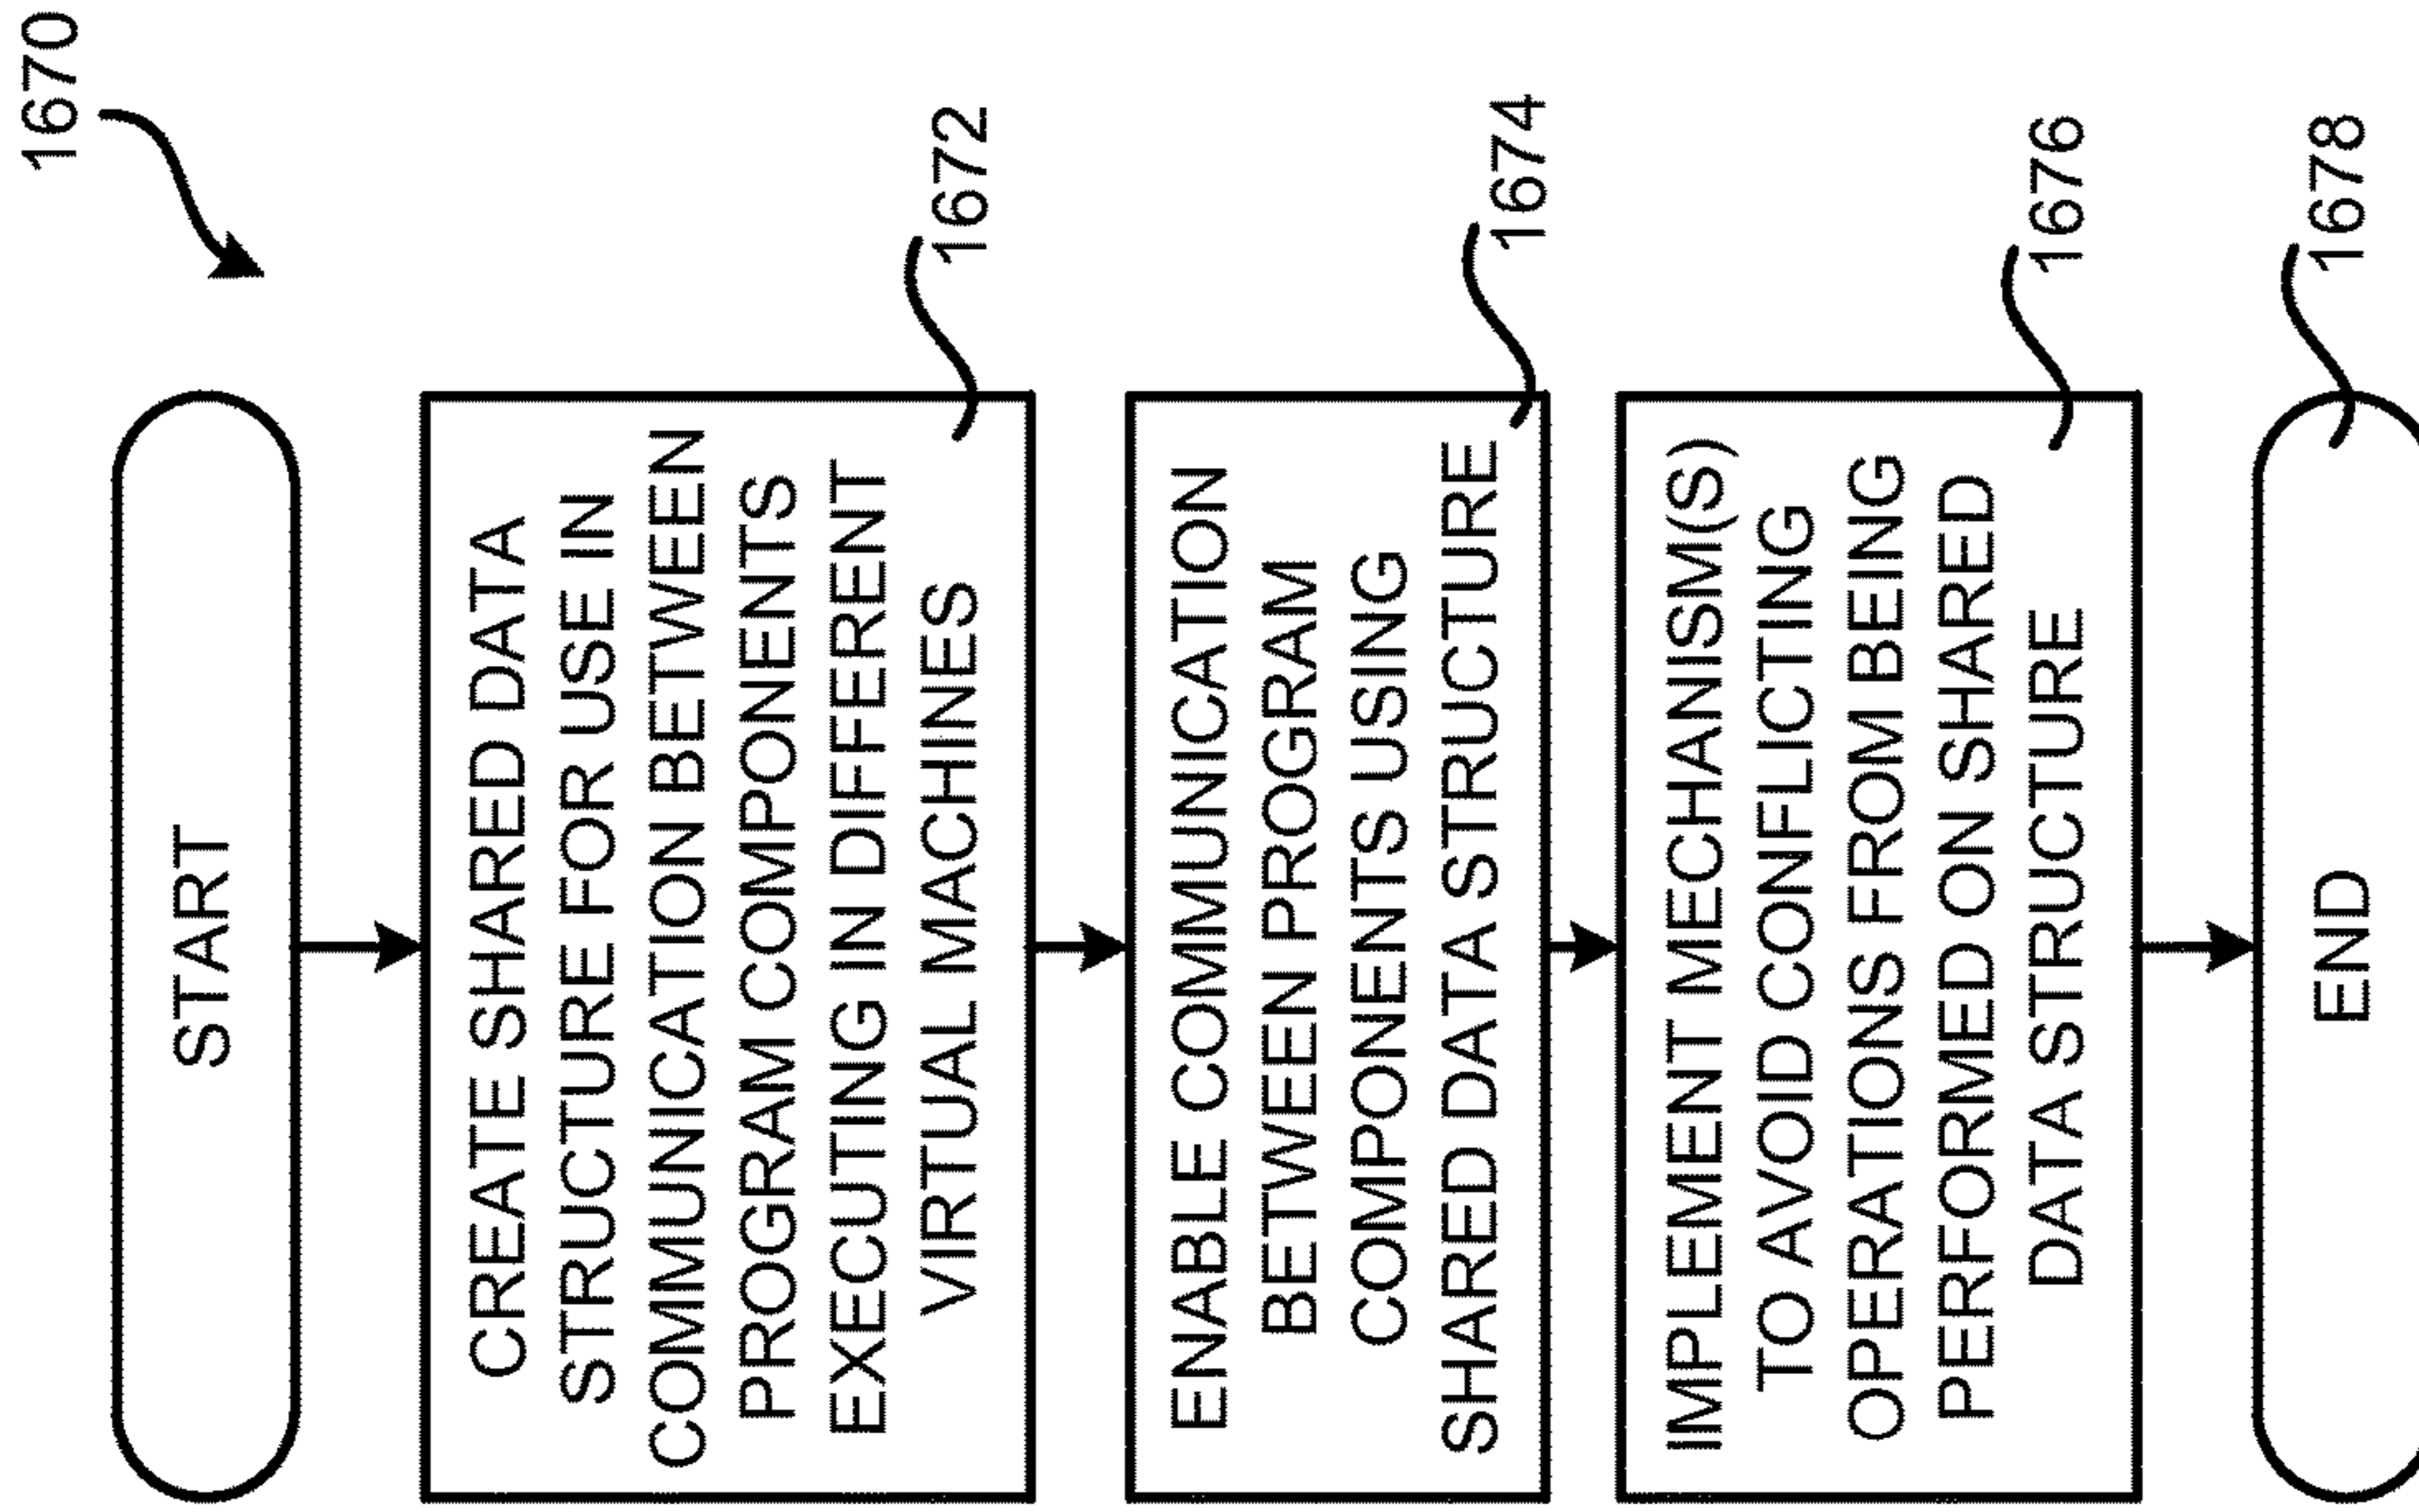 1670
START
CREATE SHARED DATA
STRUCTURE FOR USE IN
COMMUNICATION BETWEEN
PROGRAM COMPONENTS
EXECUTING IN DIFFERENT
VIRTUAL MACHINES
1672
ENABLE COMMUNICATION
BETWEEN PROGRAM
COMPONENTS USING
SHARED DATA STRUCTURE
1674
IMPLEMENT MECHANISM(S)
TO AVOID CONFLICTING
OPERATIONS FROM BEING
PERFORMED ON SHARED
DATA STRUCTURE
1676
END
1678